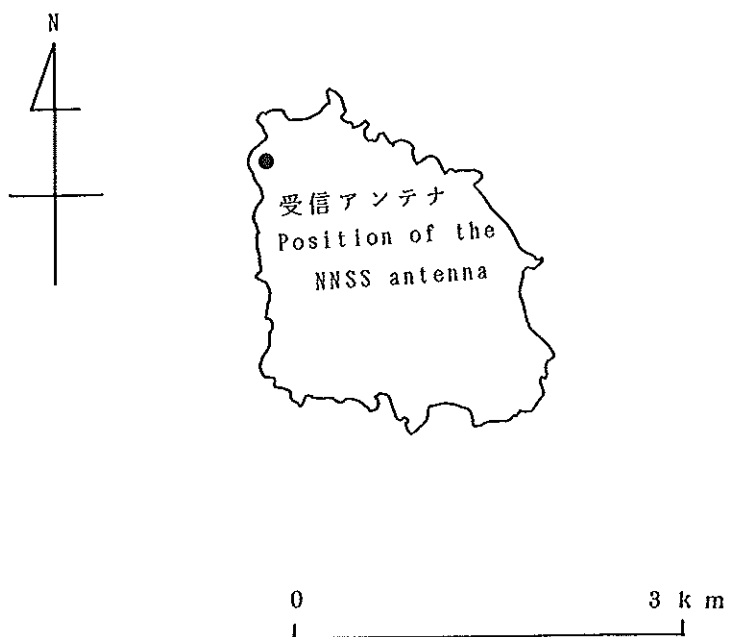 N
受信アンテナ
Position of the
NNSS antenna
0 3 km